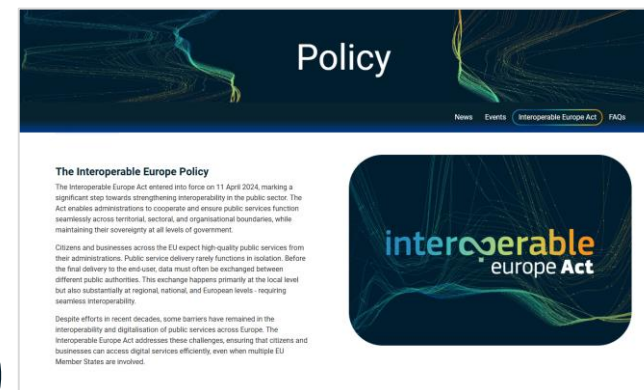 Policy
News Events Interoperable Europe Act FAQs
The Interoperable Europe Policy
The Interoperable Europe Act entered into force on 11 April 2024, marking a
significant step towards strengthening interoperability in the public sector. The
Act enables administrations to cooperate and ensure public services function
seamlessly across territorial, sectoral, and organisational boundaries, while
maintaining their sovereignty at all levels of government.
Citizens and businesses across the EU expect high-quality public services from
their administrations. Public service delivery rarely functions in isolation. Before
the final delivery to the end-user, data must often be exchanged between
different public authorities. This exchange happens primarily at the local level
but also substantially at regional, national, and European levels - requiring
seamless interoperability.
Despite efforts in recent decades, some barriers have remained in the
interoperability and digitalisation of public services across Europe. The
Interoperable Europe Act addresses these challenges, ensuring that citizens and
businesses can access digital services efficiently, even when multiple EU
Member States are involved.
interoperable
europe Act